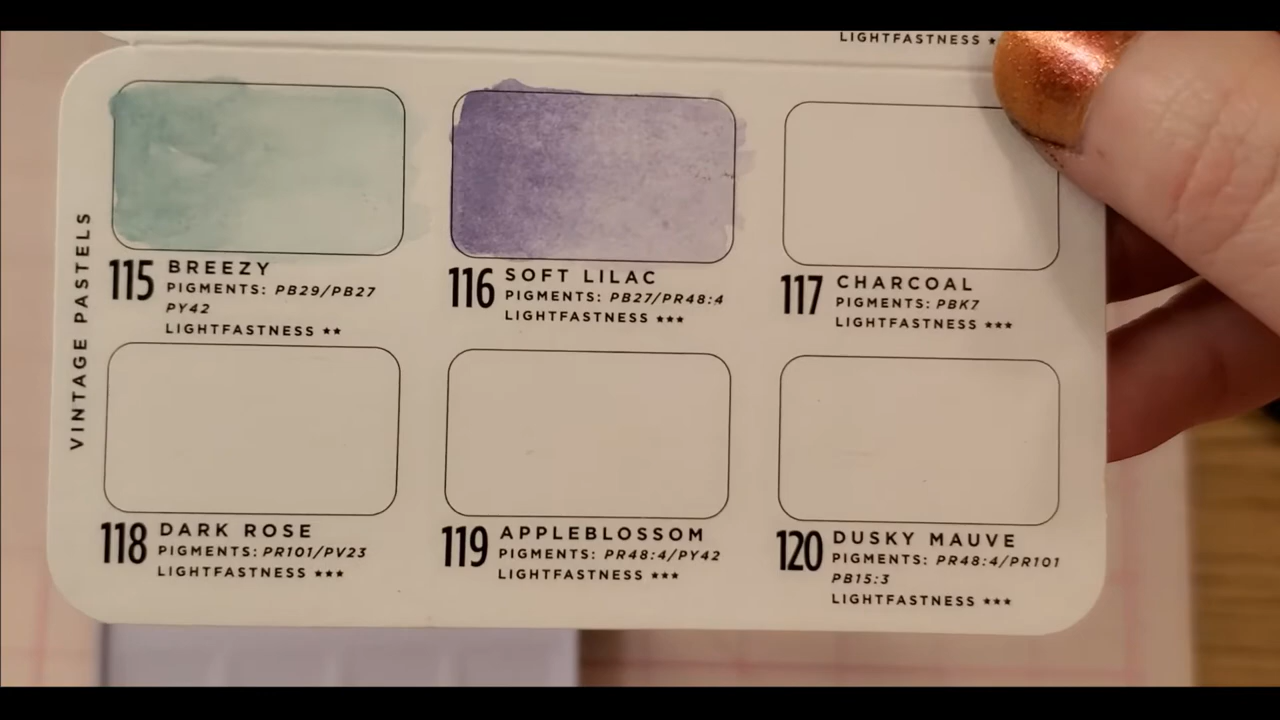 LIGHTFASTNESS ★
VINTAGE PASTELS
115 BREEZY
PIGMENTS: PB29/PB27
PY42
LIGHTFASTNESS ★★
116 SOFT LILAC
PIGMENTS: PB27/PR48:4
LIGHTFASTNESS ★★★
117 CHARCOAL
PIGMENTS: PBK7
LIGHTFASTNESS ★★★
118 DARK ROSE
PIGMENTS: PR101/PV23
LIGHTFASTNESS ★★★
119 APPLEBLOSSOM
PIGMENTS: PR48:4/PY42
LIGHTFASTNESS ★★★
120 DUSKY MAUVE
PIGMENTS: PR48:4/PR101
PB15:3
LIGHTFASTNESS ★★★